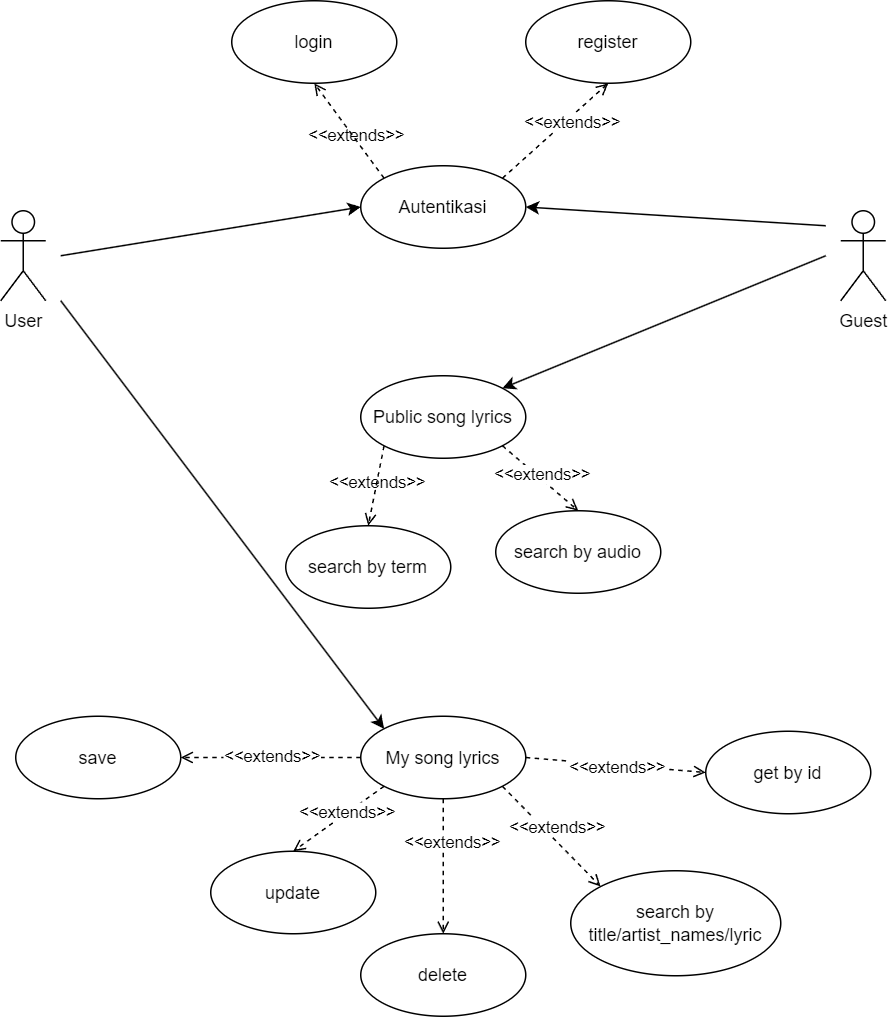 login
register
<<extends>>
<<extends>>
Autentikasi
User
Guest
Public song lyrics
<<extends>>
<<extends>>
search by term
search by audio
save
<<extends>>
My song lyrics
<<extends>>
get by id
<<extends>>
<<extends>>
<<extends>>
update
search by
title/artist_names/lyric
delete